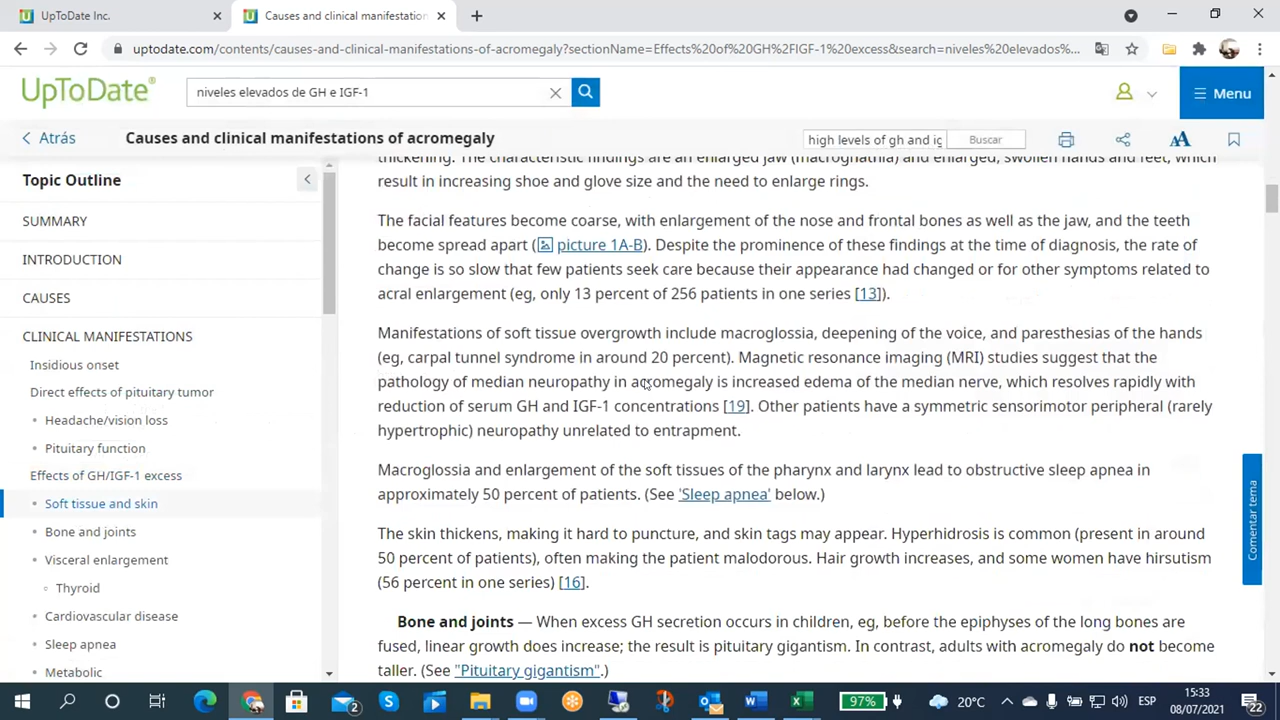 UpToDate Inc.
Causes and clinical manifestation
uptodate.com/contents/causes-and-clinical-manifestations-of-acromegaly?sectionName=Effects%20of%20GH%2FIGF-1%20excess&search=niveles%20elevados%...
UpToDate®
niveles elevados de GH e IGF-1
Menu
Atrás
Causes and clinical manifestations of acromegaly
high levels of gh and ig
Buscar
AA
Topic Outline
SUMMARY
INTRODUCTION
CAUSES
CLINICAL MANIFESTATIONS
Insidious onset
Direct effects of pituitary tumor
Headache/vision loss
Pituitary function
Effects of GH/IGF-1 excess
Soft tissue and skin
Bone and joints
Visceral enlargement
Thyroid
Cardiovascular disease
Sleep apnea
Metabolic
thickening. The characteristic findings are an enlarged jaw (macrognathia) and enlarged, swollen hands and feet, which
result in increasing shoe and glove size and the need to enlarge rings.
The facial features become coarse, with enlargement of the nose and frontal bones as well as the jaw, and the teeth
become spread apart (picture 1A-B). Despite the prominence of these findings at the time of diagnosis, the rate of
change is so slow that few patients seek care because their appearance had changed or for other symptoms related to
acral enlargement (eg, only 13 percent of 256 patients in one series [13]).
Manifestations of soft tissue overgrowth include macroglossia, deepening of the voice, and paresthesias of the hands
(eg, carpal tunnel syndrome in around 20 percent). Magnetic resonance imaging (MRI) studies suggest that the
pathology of median neuropathy in acromegaly is increased edema of the median nerve, which resolves rapidly with
reduction of serum GH and IGF-1 concentrations [19]. Other patients have a symmetric sensorimotor peripheral (rarely
hypertrophic) neuropathy unrelated to entrapment.
Macroglossia and enlargement of the soft tissues of the pharynx and larynx lead to obstructive sleep apnea in
approximately 50 percent of patients. (See 'Sleep apnea' below.)
The skin thickens, making it hard to puncture, and skin tags may appear. Hyperhidrosis is common (present in around
50 percent of patients), often making the patient malodorous. Hair growth increases, and some women have hirsutism
(56 percent in one series) [16].
Bone and joints — When excess GH secretion occurs in children, eg, before the epiphyses of the long bones are
fused, linear growth does increase; the result is pituitary gigantism. In contrast, adults with acromegaly do not become
taller. (See "Pituitary gigantism".)
Comentar tema
97%
20°C
ESP
15:33
08/07/2021
22
2